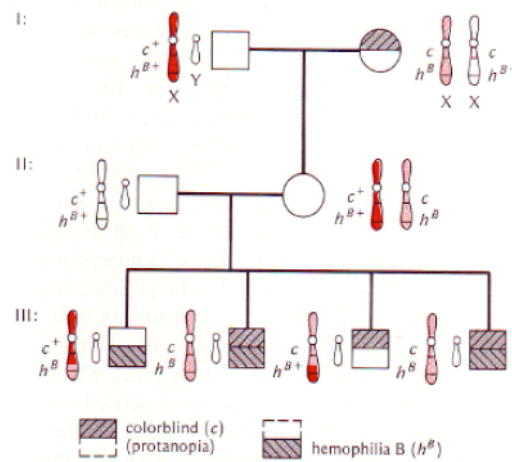 I:
c⁺
hᴮ⁺
X
Y
c
hᴮ
X
X
c
hᴮ⁺
II:
c⁺
hᴮ⁺
c⁺
hᴮ⁺
c
hᴮ
III:
c⁺
hᴮ
c
hᴮ
c
hᴮ⁺
c
hᴮ
colorblind (c)
(protanopia)
hemophilia B (hᴮ)